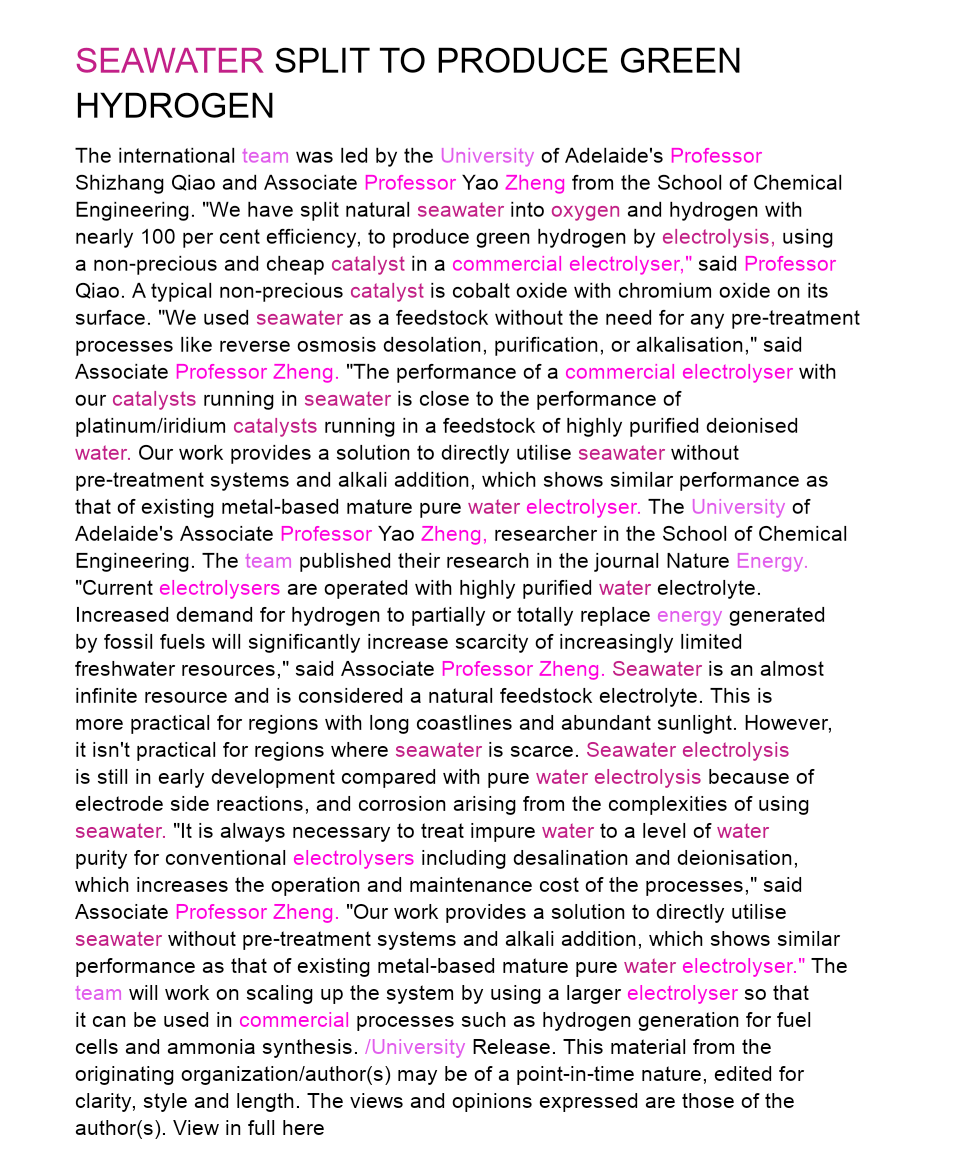 SEAWATER SPLIT TO PRODUCE GREEN
HYDROGEN
The international team was led by the University of Adelaide's Professor
Shizhang Qiao and Associate Professor Yao Zheng from the School of Chemical
Engineering. "We have split natural seawater into oxygen and hydrogen with
nearly 100 per cent efficiency, to produce green hydrogen by electrolysis, using
a non-precious and cheap catalyst in a commercial electrolyser," said Professor
Qiao. A typical non-precious catalyst is cobalt oxide with chromium oxide on its
surface. "We used seawater as a feedstock without the need for any pre-treatment
processes like reverse osmosis desolation, purification, or alkalisation," said
Associate Professor Zheng. "The performance of a commercial electrolyser with
our catalysts running in seawater is close to the performance of
platinum/iridium catalysts running in a feedstock of highly purified deionised
water. Our work provides a solution to directly utilise seawater without
pre-treatment systems and alkali addition, which shows similar performance as
that of existing metal-based mature pure water electrolyser. The University of
Adelaide's Associate Professor Yao Zheng, researcher in the School of Chemical
Engineering. The team published their research in the journal Nature Energy.
"Current electrolysers are operated with highly purified water electrolyte.
Increased demand for hydrogen to partially or totally replace energy generated
by fossil fuels will significantly increase scarcity of increasingly limited
freshwater resources," said Associate Professor Zheng. Seawater is an almost
infinite resource and is considered a natural feedstock electrolyte. This is
more practical for regions with long coastlines and abundant sunlight. However,
it isn't practical for regions where seawater is scarce. Seawater electrolysis
is still in early development compared with pure water electrolysis because of
electrode side reactions, and corrosion arising from the complexities of using
seawater. "It is always necessary to treat impure water to a level of water
purity for conventional electrolysers including desalination and deionisation,
which increases the operation and maintenance cost of the processes," said
Associate Professor Zheng. "Our work provides a solution to directly utilise
seawater without pre-treatment systems and alkali addition, which shows similar
performance as that of existing metal-based mature pure water electrolyser." The
team will work on scaling up the system by using a larger electrolyser so that
it can be used in commercial processes such as hydrogen generation for fuel
cells and ammonia synthesis. /University Release. This material from the
originating organization/author(s) may be of a point-in-time nature, edited for
clarity, style and length. The views and opinions expressed are those of the
author(s). View in full here